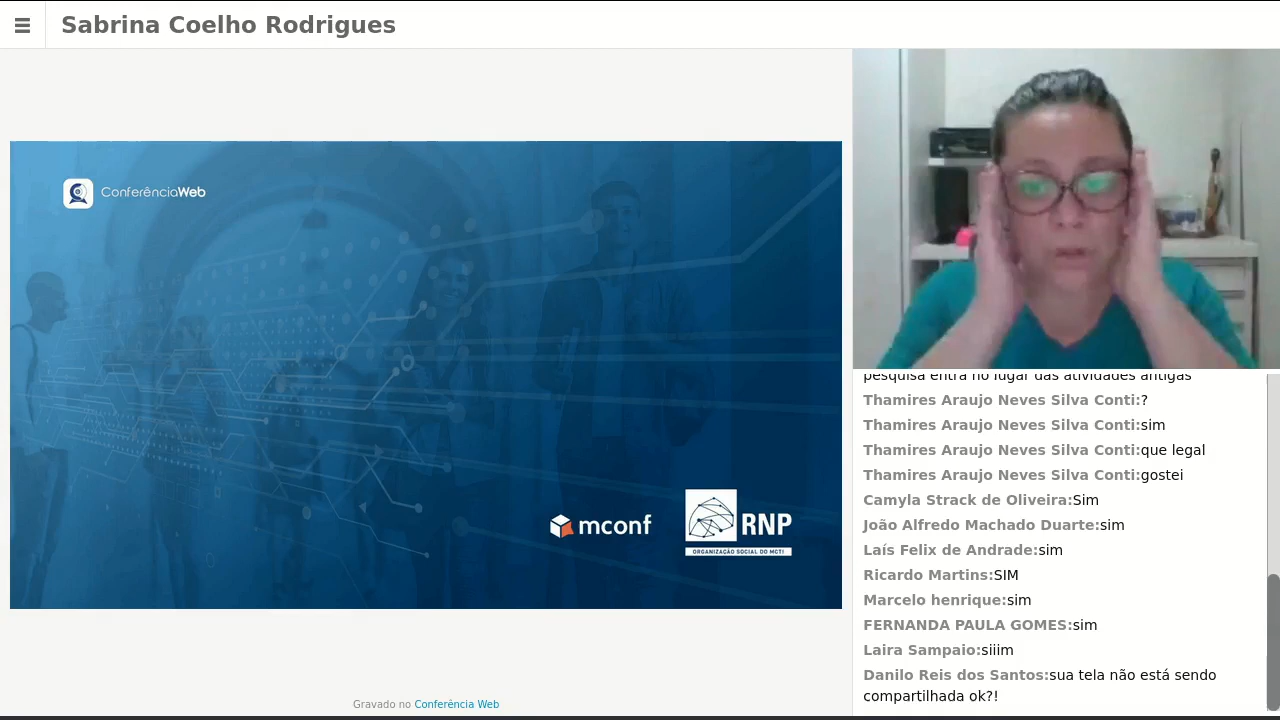 Sabrina Coelho Rodrigues
ConferênciaWeb
mconf
RNP
ORGANIZAÇÃO SOCIAL DO MCTI
Gravado no Conferência Web
pesquisa entra no lugar das atividades antigas
Thamires Araujo Neves Silva Conti:?
Thamires Araujo Neves Silva Conti:sim
Thamires Araujo Neves Silva Conti:que legal
Thamires Araujo Neves Silva Conti:gostei
Camyla Strack de Oliveira:Sim
João Alfredo Machado Duarte:sim
Laís Felix de Andrade:sim
Ricardo Martins:SIM
Marcelo henrique:sim
FERNANDA PAULA GOMES:sim
Laira Sampaio:siiim
Danilo Reis dos Santos:sua tela não está sendo
compartilhada ok?!